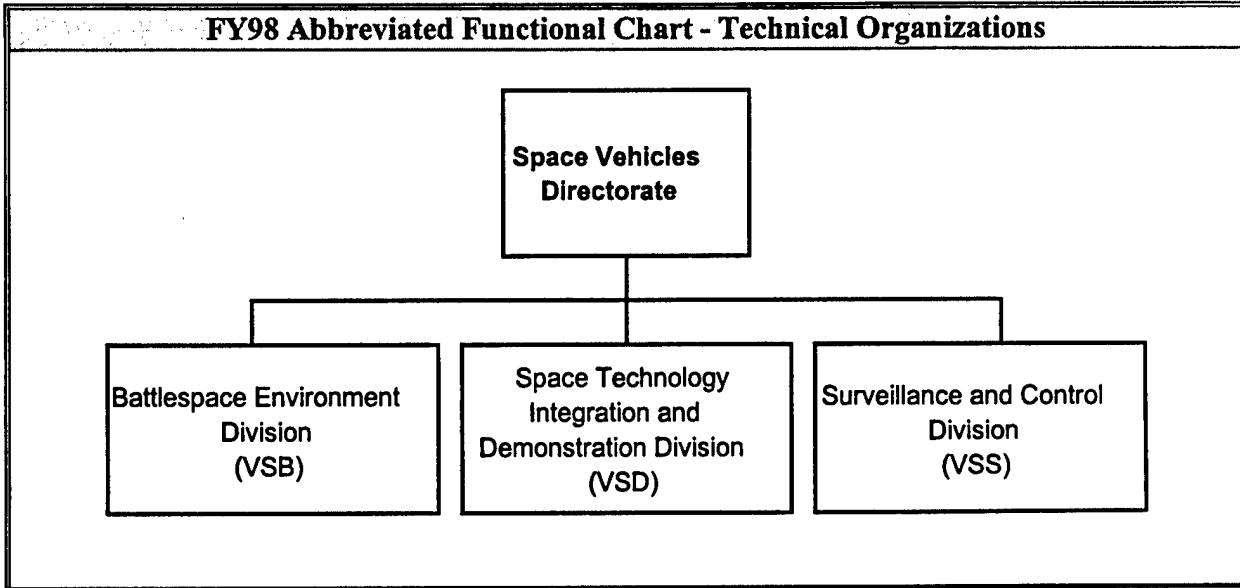 FY98 Abbreviated Functional Chart - Technical Organizations
Space Vehicles
Directorate
Battlespace Environment
Division
(VSB)
Space Technology
Integration and
Demonstration Division
(VSD)
Surveillance and Control
Division
(VSS)